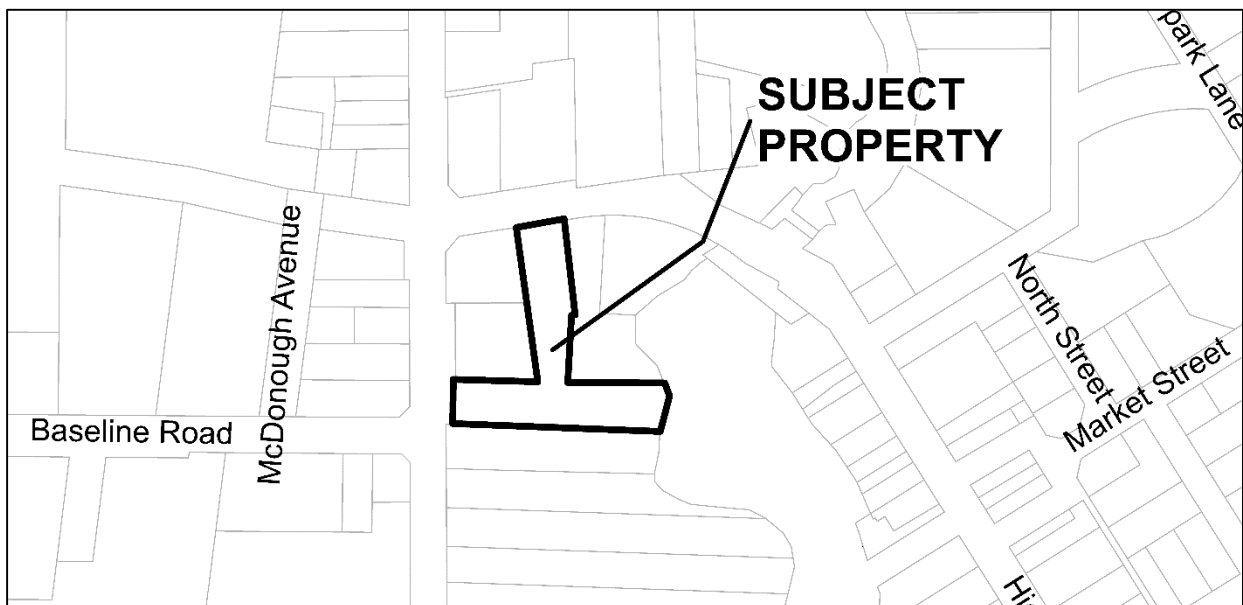 park Lane
SUBJECT
PROPERTY
McDonough Avenue
North Street
Market Street
Baseline Road